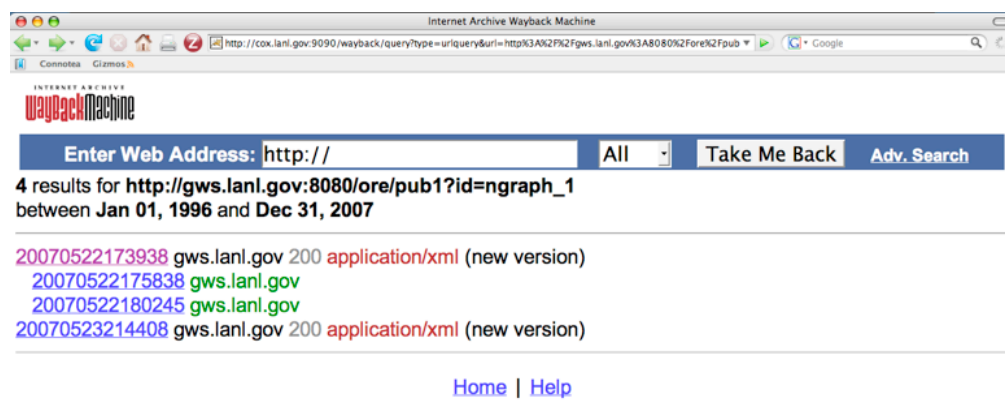 Internet Archive Wayback Machine
http://cox.lanl.gov:9090/wayback/query?type=urlquery&url=http%3A%2F%2Fgws.lanl.gov%3A8080%2Fore%2Fpub
Google
Connotea Gizmos
INTERNET ARCHIVE
WayBackMachine
Enter Web Address: http:// All Take Me Back Adv. Search
4 results for http://gws.lanl.gov:8080/ore/pub1?id=ngraph_1
between Jan 01, 1996 and Dec 31, 2007
20070522173938 gws.lanl.gov 200 application/xml (new version)
20070522175838 gws.lanl.gov
20070522180245 gws.lanl.gov
20070523214408 gws.lanl.gov 200 application/xml (new version)
Home | Help